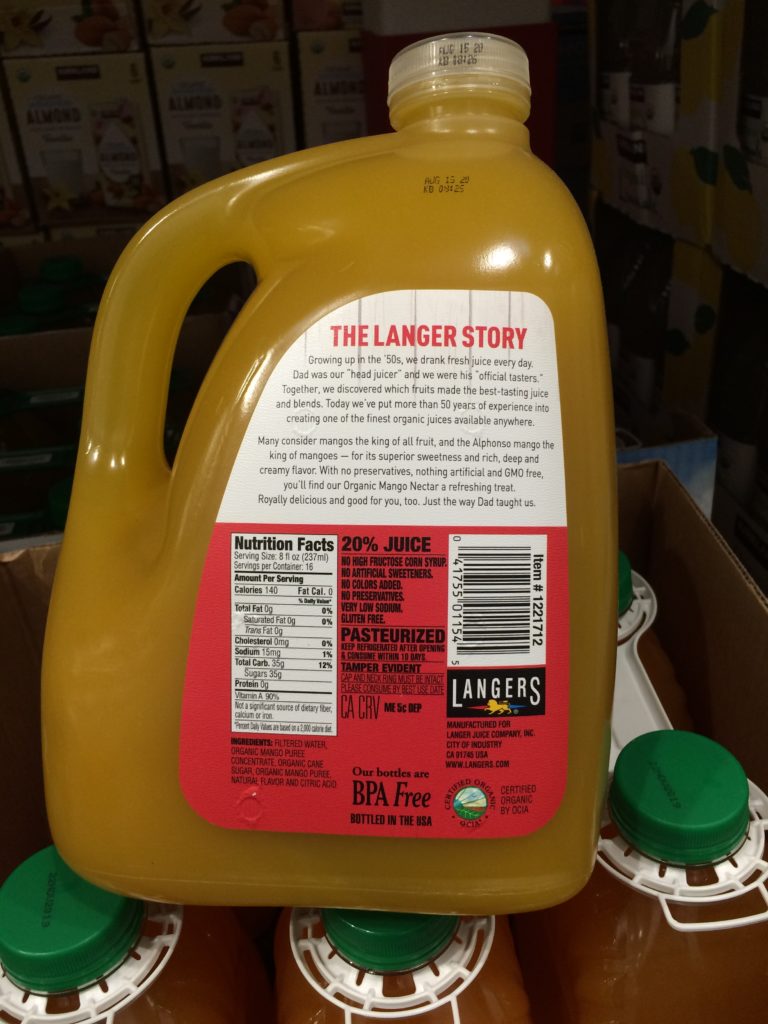 AUG 15 20
KB 08:26
AUG 15 20
KB 08:25
KIRKLAND
ALMOND
ALMOND
ALMOND
THE LANGER STORY
Growing up in the '50s, we drank fresh juice every day.
Dad was our "head juicer" and we were his "official tasters."
Together, we discovered which fruits made the best-tasting juice
and blends. Today we've put more than 50 years of experience into
creating one of the finest organic juices available anywhere.
Many consider mangos the king of all fruit, and the Alphonso mango the
king of mangoes — for its superior sweetness and rich, deep and
creamy flavor. With no preservatives, nothing artificial and GMO free,
you'll find our Organic Mango Nectar a refreshing treat.
Royally delicious and good for you, too. Just the way Dad taught us.
Nutrition Facts
Serving Size: 8 fl oz (237ml)
Servings per Container: 16
Amount Per Serving
Calories 140 Fat Cal. 0
% Daily Value*
Total Fat 0g 0%
Saturated Fat 0g 0%
Trans Fat 0g
Cholesterol 0mg 0%
Sodium 15mg 1%
Total Carb. 35g 12%
Sugars 35g
Protein 0g
Vitamin A 90%
Not a significant source of dietary fiber,
calcium or iron.
*Percent Daily Values are based on a 2,000 calorie diet.
INGREDIENTS: FILTERED WATER,
ORGANIC MANGO PUREE
CONCENTRATE, ORGANIC CANE
SUGAR, ORGANIC MANGO PUREE,
NATURAL FLAVOR AND CITRIC ACID
20% JUICE
NO HIGH FRUCTOSE CORN SYRUP.
NO ARTIFICIAL SWEETENERS.
NO COLORS ADDED.
NO PRESERVATIVES.
VERY LOW SODIUM.
GLUTEN FREE.
PASTEURIZED
KEEP REFRIGERATED AFTER OPENING
& CONSUME WITHIN 10 DAYS.
TAMPER EVIDENT
CAP AND NECK RING MUST BE INTACT
PLEASE CONSUME BY BEST USE DATE
CA CRV ME 5c DEP
Our bottles are
BPA Free
BOTTLED IN THE USA
0 41755 01154 5
Item # 1221712
LANGERS
MANUFACTURED FOR
LANGER JUICE COMPANY, INC.
CITY OF INDUSTRY
CA 91745 USA
WWW.LANGERS.COM
CERTIFIED ORGANIC
OCIA
CERTIFIED
ORGANIC
BY OCIA